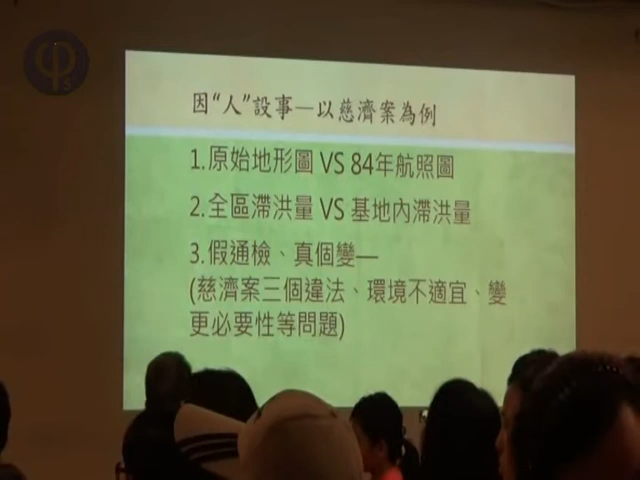 因“人”設事—以慈濟案為例
1.原始地形圖 VS 84年航照圖
2.全區滯洪量 VS 基地內滯洪量
3.假通檢、真個變—
(慈濟案三個違法、環境不適宜、變
更必要性等問題)